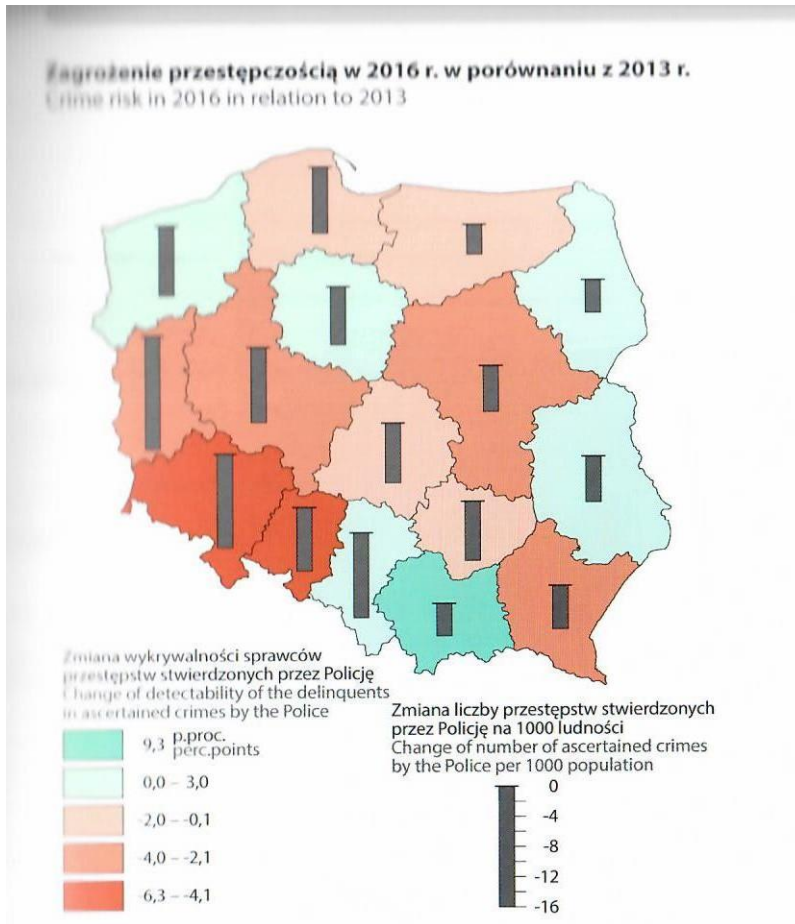 Zagrożenie przestępczością w 2016 r. w porównaniu z 2013 r.
Crime risk in 2016 in relation to 2013
Zmiana wykrywalności sprawców
przestępstw stwierdzonych przez Policję
Change of detectability of the delinquents
in ascertained crimes by the Police
9,3 p.proc.
perc.points
0,0 – 3,0
-2,0 – -0,1
-4,0 – -2,1
-6,3 – -4,1
Zmiana liczby przestępstw stwierdzonych
przez Policję na 1000 ludności
Change of number of ascertained crimes
by the Police per 1000 population
0
-4
-8
-12
-16